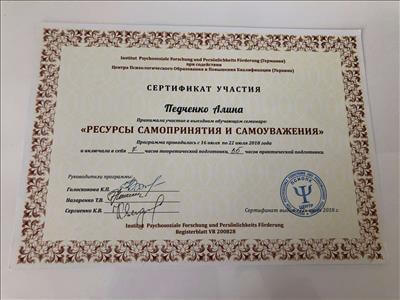 Institut Psychosoziale Forschung und Persönlichkeits Förderung (Германия)
при содействии
Центра Психологического Образования и Повышения Квалификации (Украина)
СЕРТИФИКАТ УЧАСТИЯ
Педченко Алина
Принимала участие в выездном обучающем семинаре:
«РЕСУРСЫ САМОПРИНЯТИЯ И САМОУВАЖЕНИЯ»
Программа проводилась с 16 июля по 22 июля 2018 года
и включала в себя часов теоретической подготовки, часов практической подготовки.
Руководители программы:
Голоскокова К.П.
Назаренко Т.В.
Сергиенко К.В.
ЦЕНТР
Сертификат 2018 г.
Institut Psychosoziale Forschung und Persönlichkeits Förderung
Registerblatt VR 200828